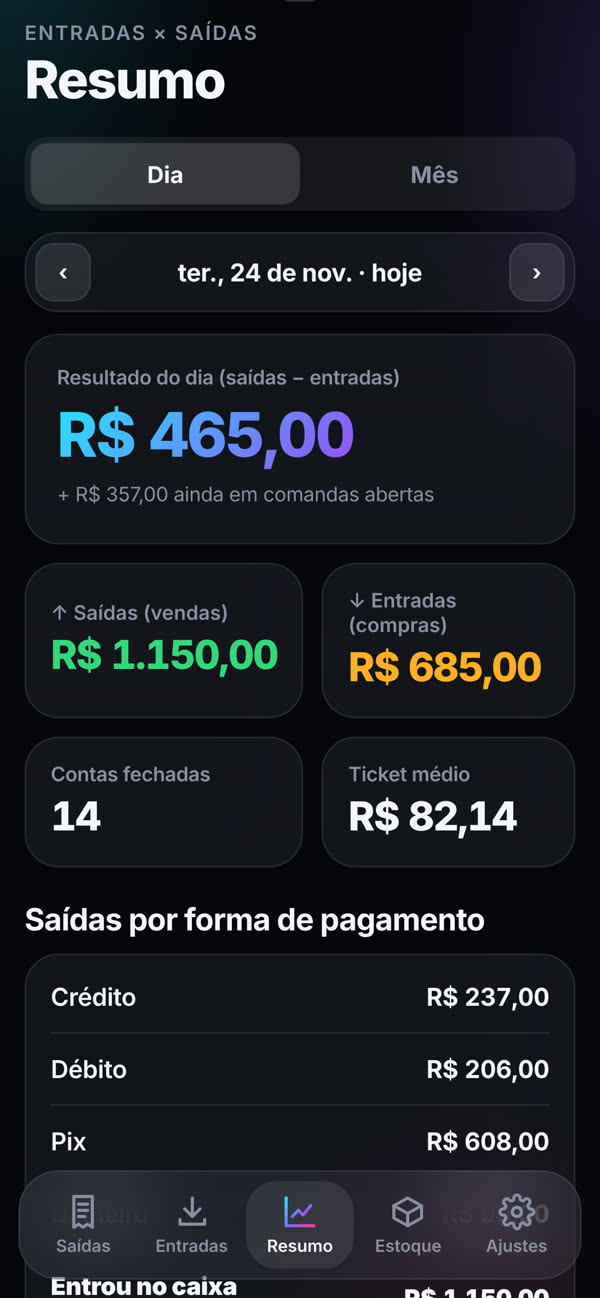 ENTRADAS × SAÍDAS
Resumo
Dia
Mês
‹
ter., 24 de nov. · hoje
›
Resultado do dia (saídas – entradas)
R$ 465,00
+ R$ 357,00 ainda em comandas abertas
↑ Saídas (vendas)
R$ 1.150,00
↓ Entradas
(compras)
R$ 685,00
Contas fechadas
14
Ticket médio
R$ 82,14
Saídas por forma de pagamento
Crédito
R$ 237,00
Débito
R$ 206,00
Pix
R$ 608,00
Saídas
Entradas
Resumo
Estoque
Ajustes
Entrou no caixa
R$ 1.150,00